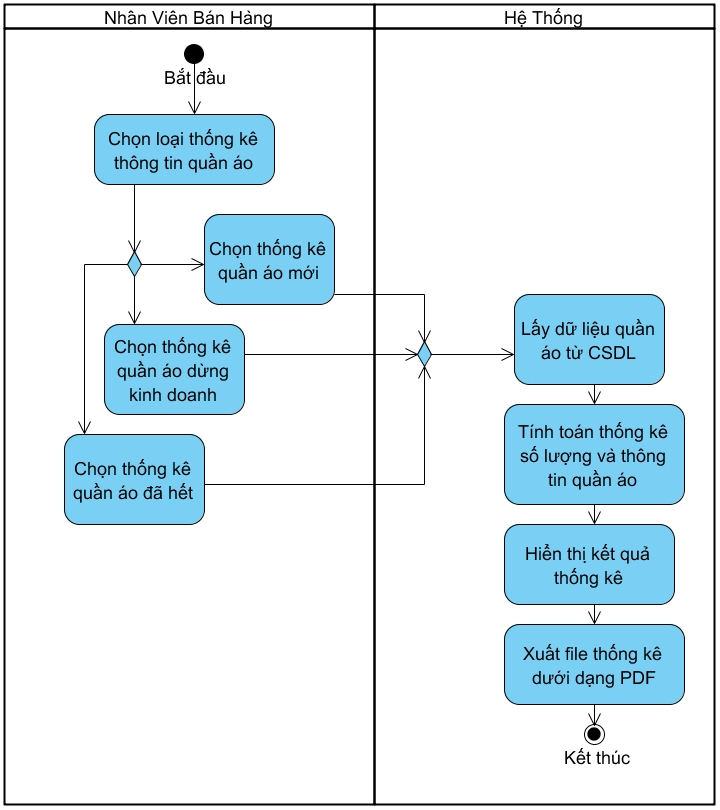 Nhân Viên Bán Hàng
Hệ Thống
Bắt đầu
Chọn loại thống kê
thông tin quần áo
Chọn thống kê
quần áo mới
Chọn thống kê
quần áo dừng
kinh doanh
Chọn thống kê
quần áo đã hết
Lấy dữ liệu quần
áo từ CSDL
Tính toán thống kê
số lượng và thông
tin quần áo
Hiển thị kết quả
thống kê
Xuất file thống kê
dưới dạng PDF
Kết thúc